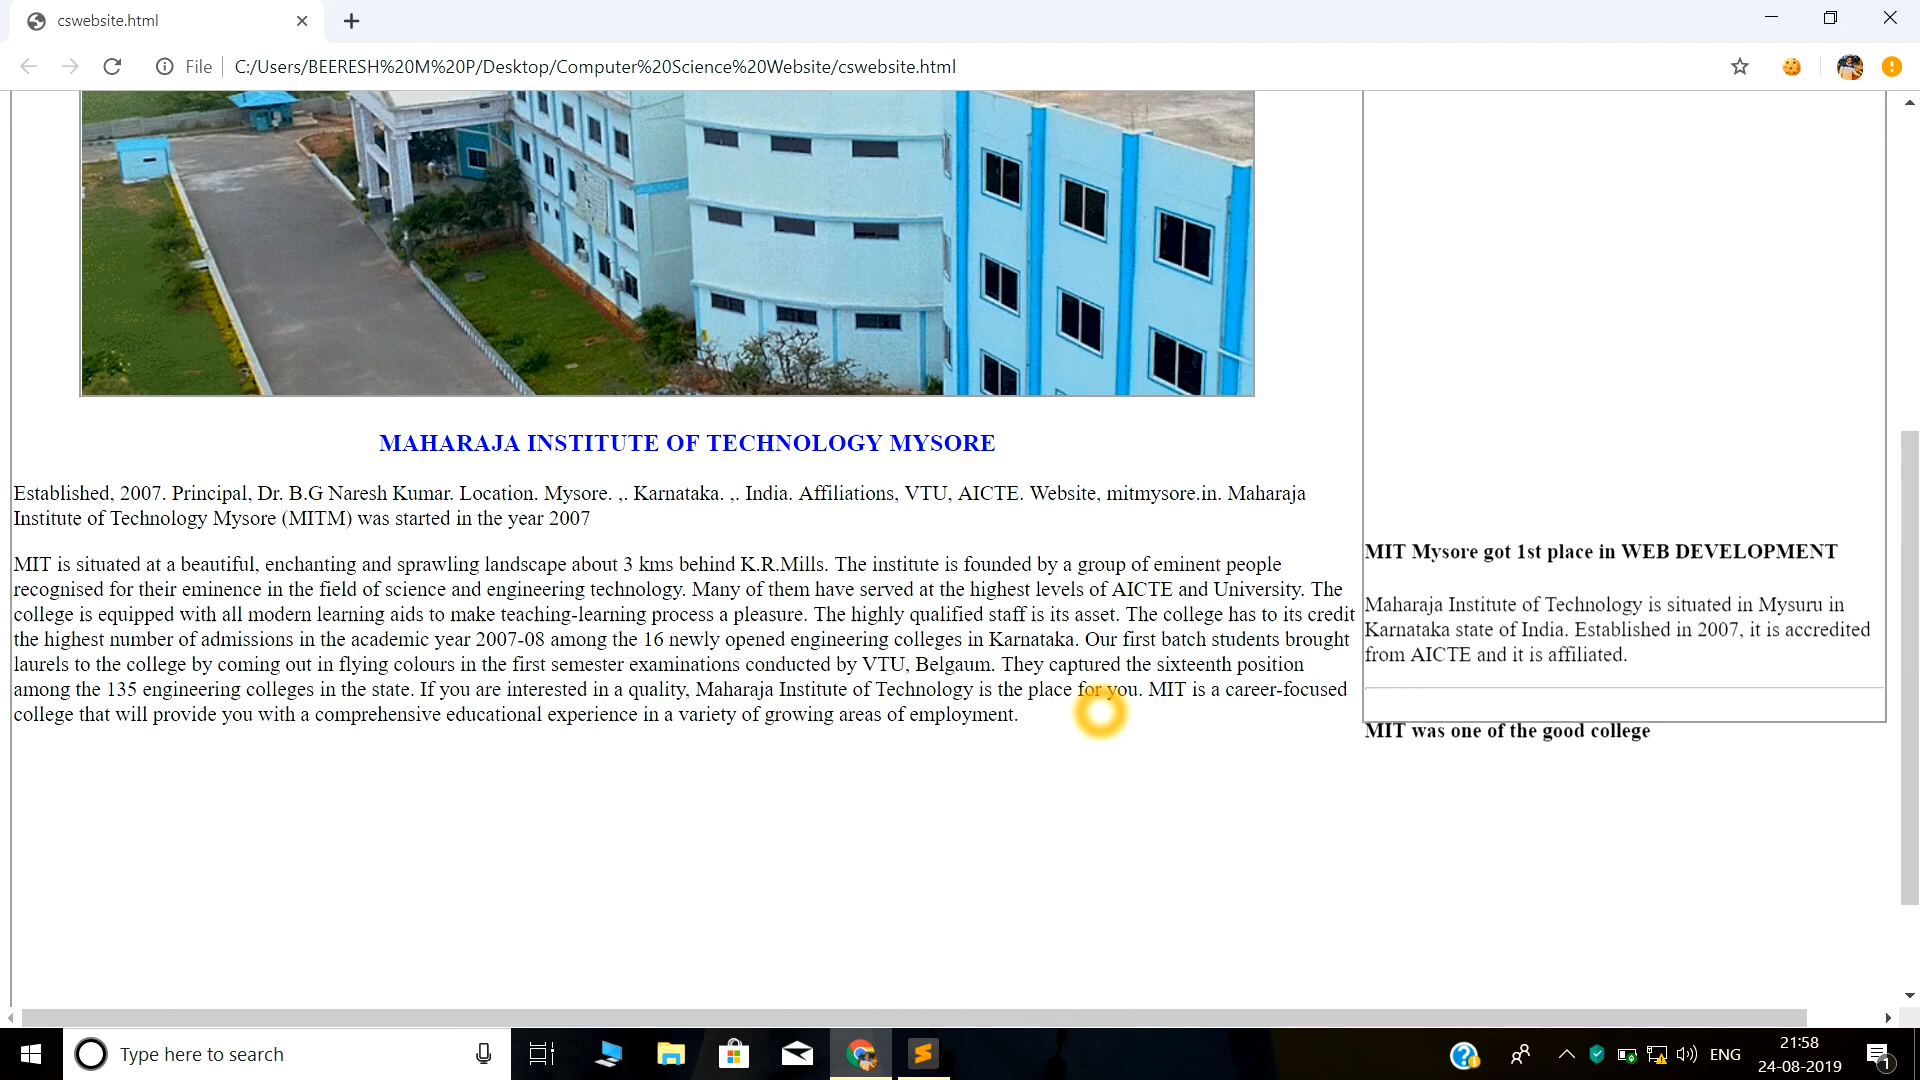 cswebsite.html
File
C:/Users/BEERESH%20M%20P/Desktop/Computer%20Science%20Website/cswebsite.html
MAHARAJA INSTITUTE OF TECHNOLOGY MYSORE
Established, 2007. Principal, Dr. B.G Naresh Kumar. Location. Mysore. ,. Karnataka. ,. India. Affiliations, VTU, AICTE. Website, mitmysore.in. Maharaja
Institute of Technology Mysore (MITM) was started in the year 2007
MIT is situated at a beautiful, enchanting and sprawling landscape about 3 kms behind K.R.Mills. The institute is founded by a group of eminent people
recognised for their eminence in the field of science and engineering technology. Many of them have served at the highest levels of AICTE and University. The
college is equipped with all modern learning aids to make teaching-learning process a pleasure. The highly qualified staff is its asset. The college has to its credit
the highest number of admissions in the academic year 2007-08 among the 16 newly opened engineering colleges in Karnataka. Our first batch students brought
laurels to the college by coming out in flying colours in the first semester examinations conducted by VTU, Belgaum. They captured the sixteenth position
among the 135 engineering colleges in the state. If you are interested in a quality, Maharaja Institute of Technology is the place for you. MIT is a career-focused
college that will provide you with a comprehensive educational experience in a variety of growing areas of employment.
MIT Mysore got 1st place in WEB DEVELOPMENT
Maharaja Institute of Technology is situated in Mysuru in
Karnataka state of India. Established in 2007, it is accredited
from AICTE and it is affiliated.
MIT was one of the good college
Type here to search
ENG
21:58
24-08-2019
1